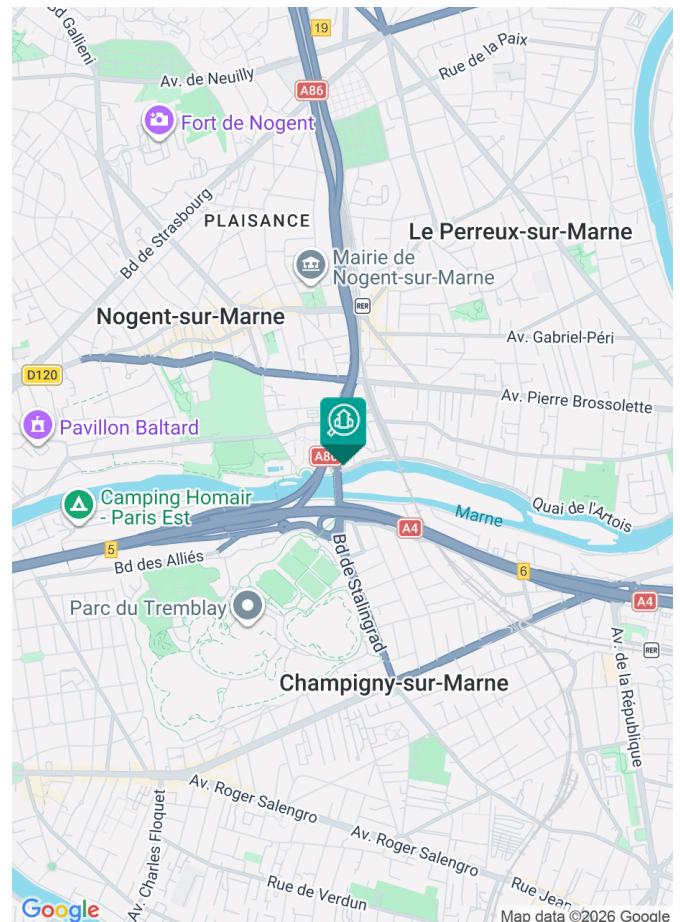 Bd Gallieni
19
Rue de la Paix
Av. de Neuilly
A86
Fort de Nogent
Bd de Strasbourg
PLAISANCE
Le Perreux-sur-Marne
Mairie de
Nogent-sur-Marne
RER
Nogent-sur-Marne
Av. Gabriel-Péri
D120
Av. Pierre Brossolette
Pavillon Baltard
A86
Camping Homair
- Paris Est
Quai de l'Artois
Marne
A4
5
Bd des Alliés
6
Bd de Stalingrad
Parc du Tremblay
A4
RER
Av. de la République
Champigny-sur-Marne
Av. Roger Salengro
Av. Charles Floquet
Av. Roger Salengro
Rue de Verdun
Rue Jean
Google
Map data ©2026 Google